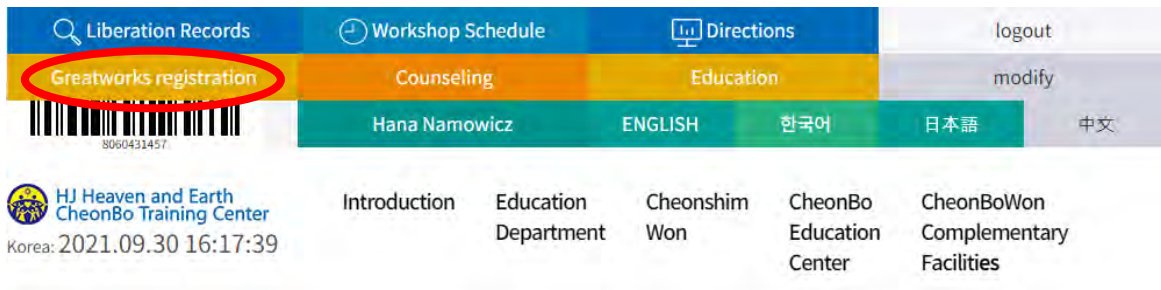 Liberation Records Workshop Schedule Directions logout
Greatworks registration Counseling Education modify
8060431457
Hana Namowicz ENGLISH 한국어 日本語 中文
HJ Heaven and Earth
CheonBo Training Center
Korea: 2021.09.30 16:17:39
Introduction
Education
Department
Cheonshim
Won
CheonBo
Education
Center
CheonBoWon
Complementary
Facilities